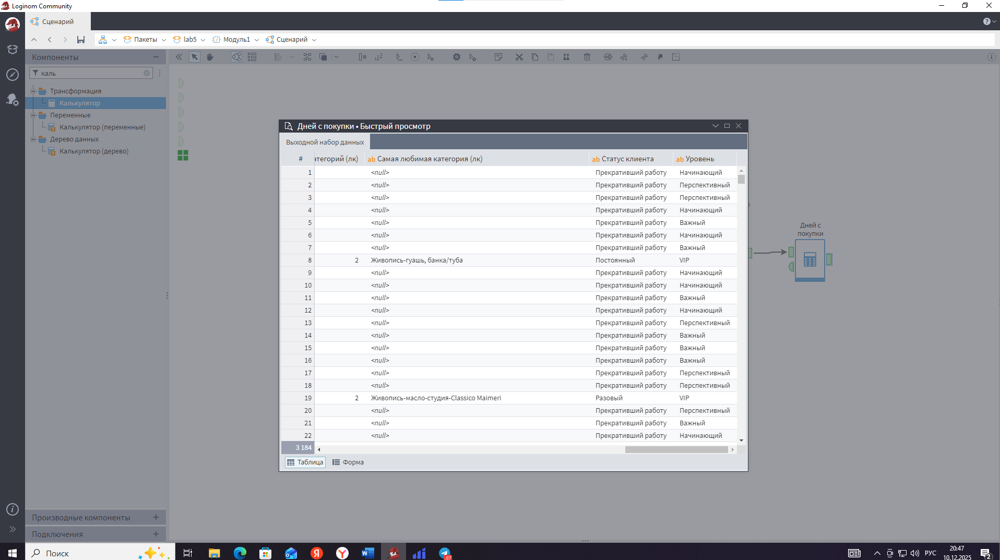 Loginom Community
Сценарий
Пакеты
lab5
Модуль1
Сценарий
Компоненты
каль
Трансформация
Калькулятор
Переменные
Калькулятор (переменные)
Дерево данных
Калькулятор (дерево)
Производные компоненты
Подключения
Дней с покупки • Быстрый просмотр
Выходной набор данных
# атегорий (лк) ab Самая любимая категория (лк) ab Статус клиента ab Уровень
1 <null> Прекративший работу Начинающий
2 <null> Прекративший работу Перспективный
3 <null> Прекративший работу Перспективный
4 <null> Прекративший работу Начинающий
5 <null> Прекративший работу Важный
6 <null> Прекративший работу Начинающий
7 <null> Прекративший работу Важный
8 2 Живопись-гуашь, банка/туба Постоянный VIP
9 <null> Прекративший работу Начинающий
10 <null> Прекративший работу Начинающий
11 <null> Прекративший работу Важный
12 <null> Прекративший работу Начинающий
13 <null> Прекративший работу Перспективный
14 <null> Прекративший работу Важный
15 <null> Прекративший работу Важный
16 <null> Прекративший работу Важный
17 <null> Прекративший работу Перспективный
18 <null> Прекративший работу Перспективный
19 2 Живопись-масло-студия-Classico Maimeri Разовый VIP
20 <null> Прекративший работу Перспективный
21 <null> Прекративший работу Важный
22 <null> Прекративший работу Начинающий
3 184
Таблица
Форма
Дней с
покупки
Поиск
РУС
20:47
10.12.2025
2